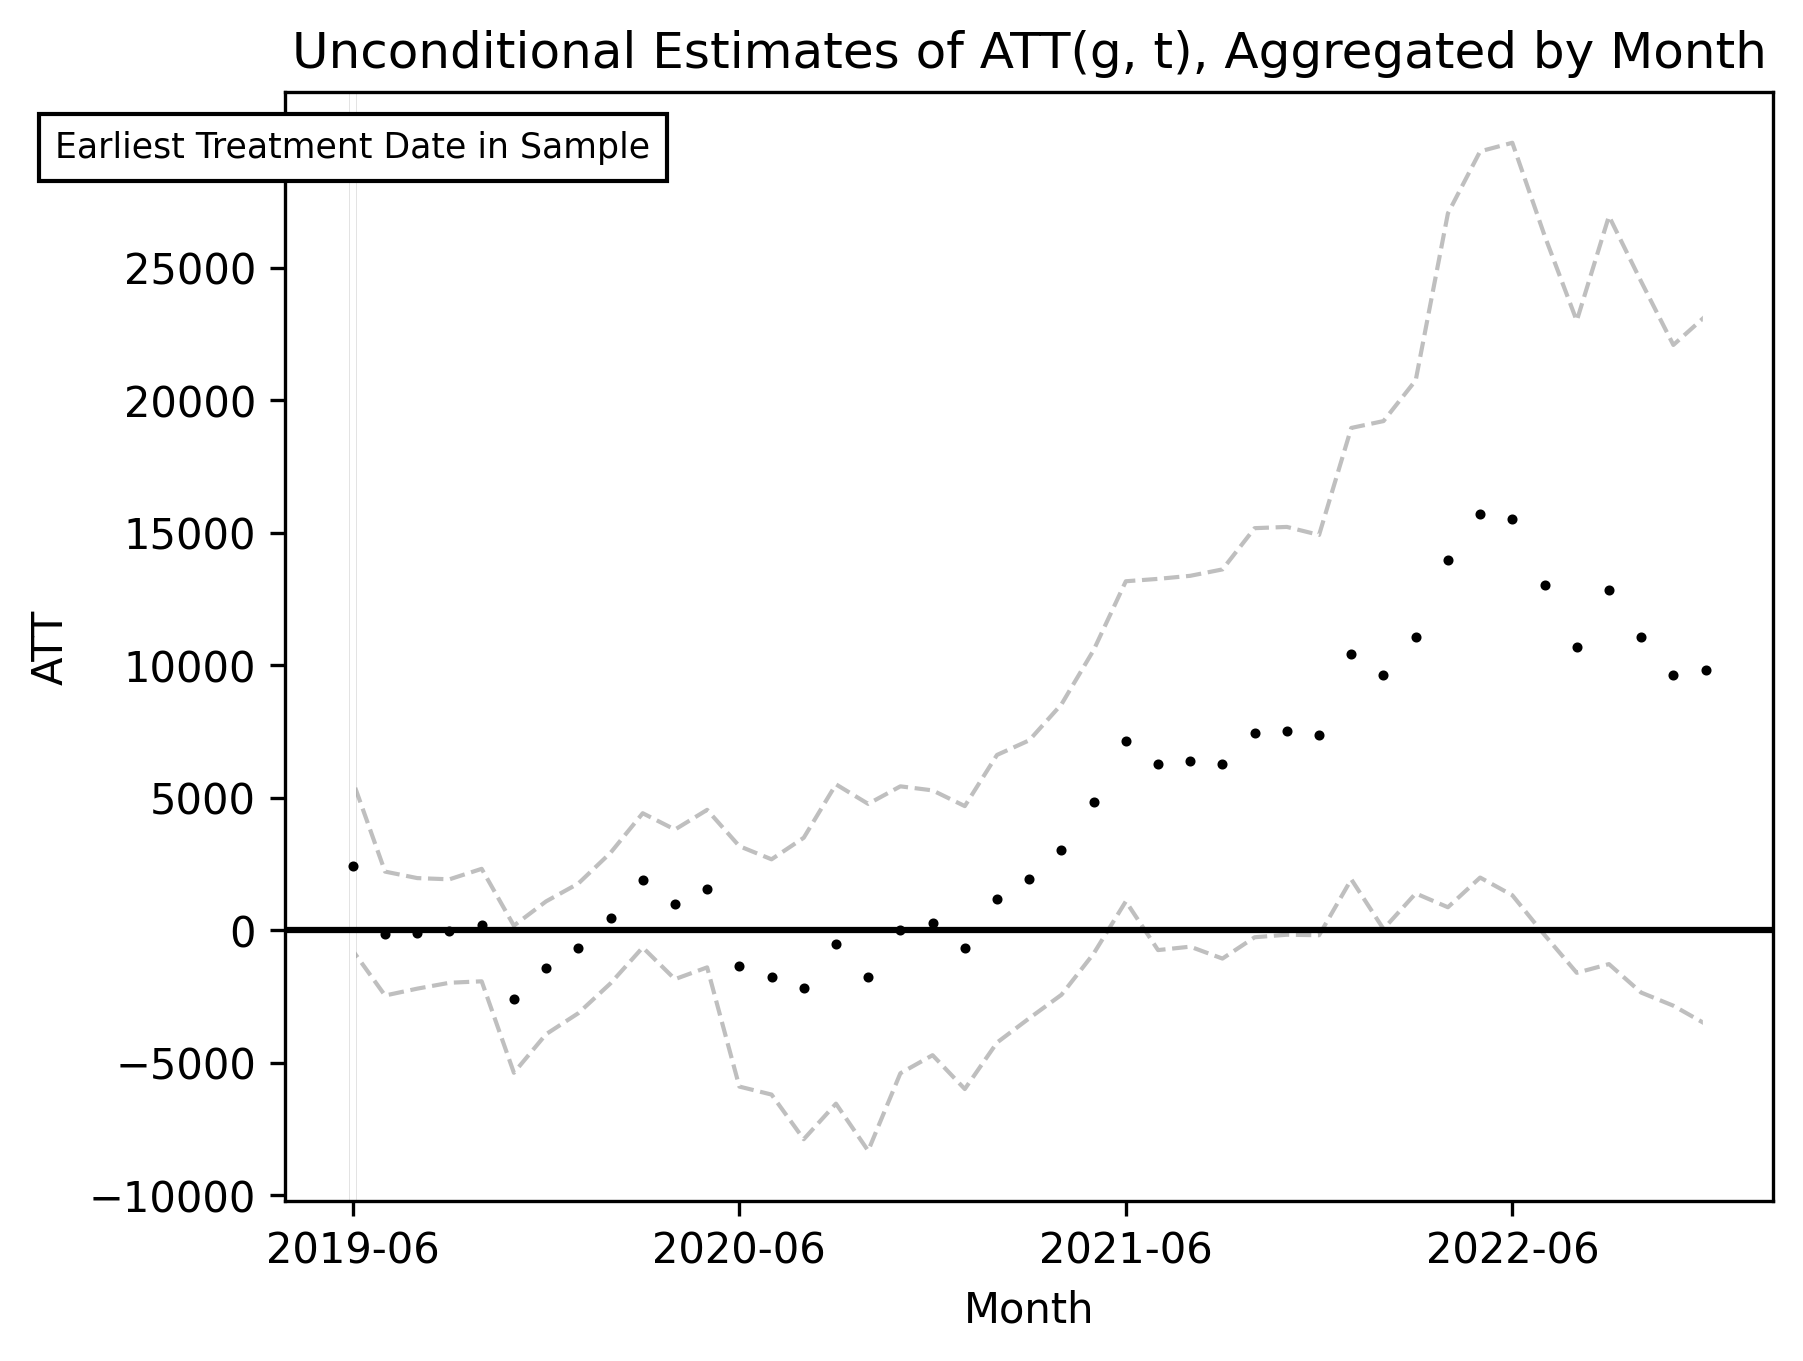 Unconditional Estimates of ATT(g, t), Aggregated by Month
Earliest Treatment Date in Sample
25000
20000
15000
10000
5000
0
−5000
−10000
ATT
2019-06 2020-06 2021-06 2022-06
Month